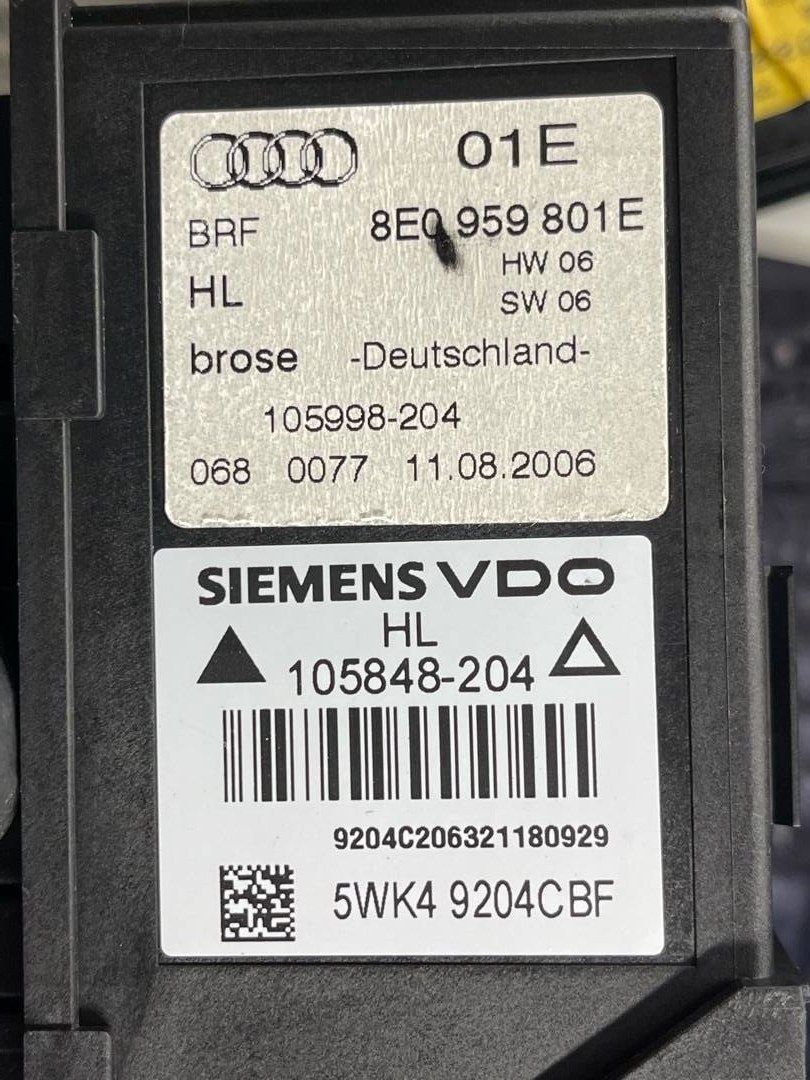 01E
BRF 8E0 959 801E
HW 06
HL
SW 06
brose -Deutschland-
105998-204
068 0077 11.08.2006
SIEMENS VDO
HL
105848-204
9204C206321180929
5WK4 9204CBF